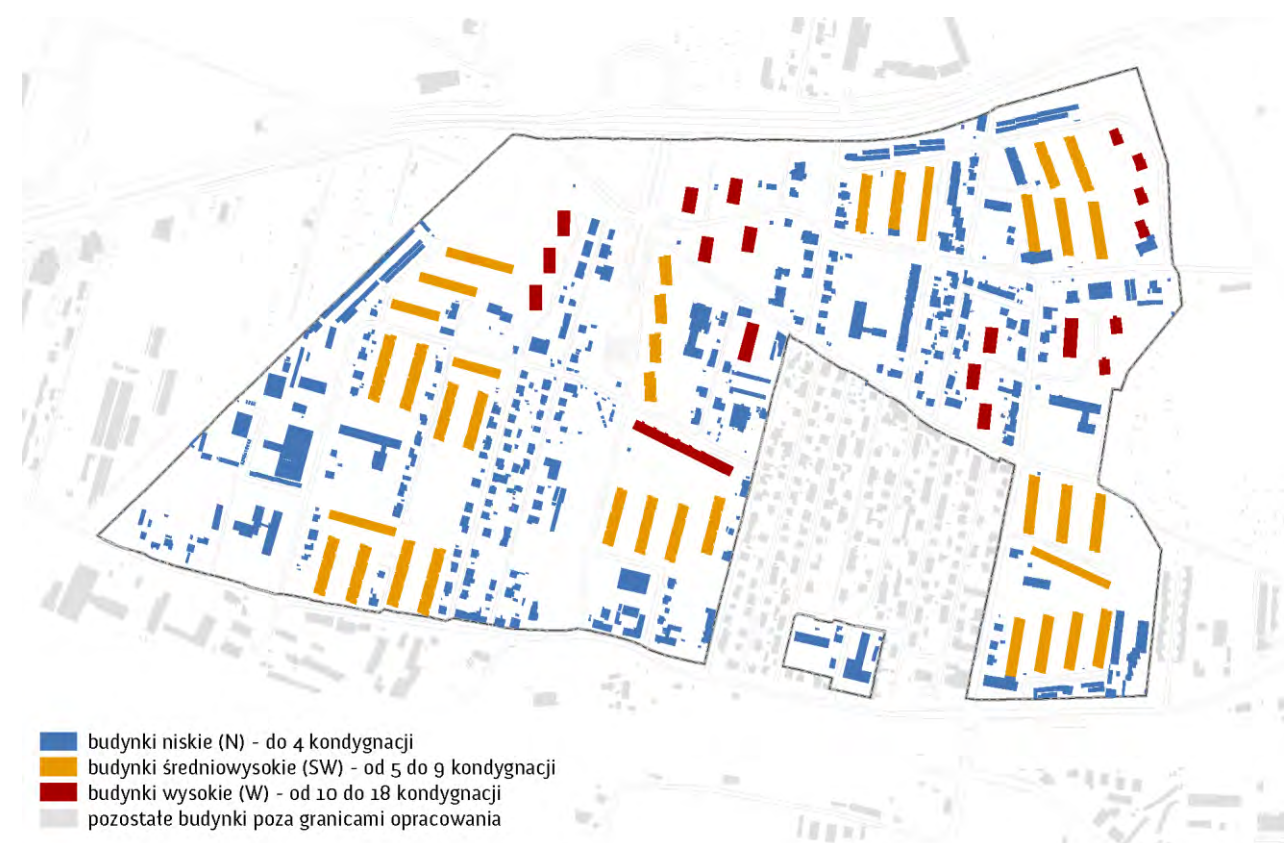 budynki niskie (N) - do 4 kondygnacji
budynki średniowysokie (SW) - od 5 do 9 kondygnacji
budynki wysokie (W) - od 10 do 18 kondygnacji
pozostałe budynki poza granicami opracowania